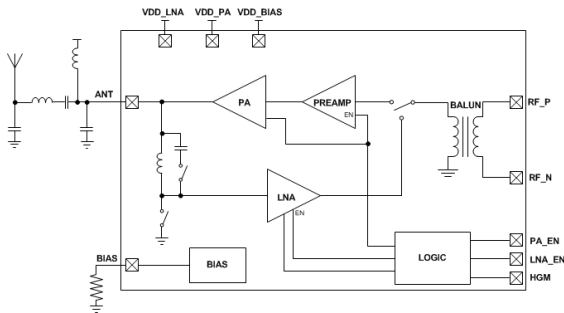 VDD_LNA VDD_PA VDD_BIAS
ANT
PA
PREAMP
EN
BALUN
RF_P
RF_N
LNA
EN
BIAS
BIAS
LOGIC
PA_EN
LNA_EN
HGM